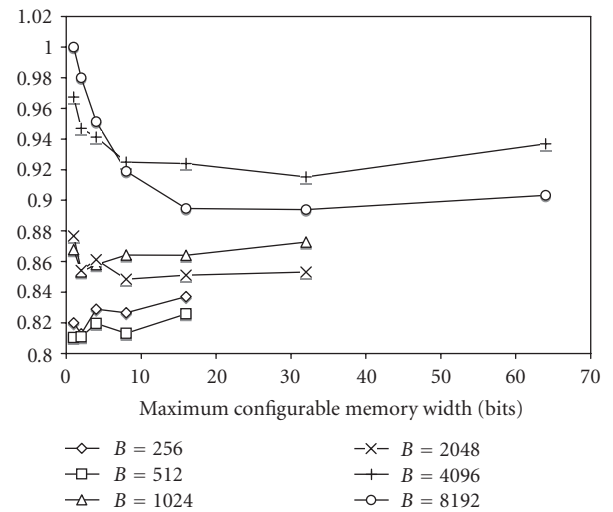 1.02
1
0.98
0.96
0.94
0.92
0.9
0.88
0.86
0.84
0.82
0.8
0 10 20 30 40 50 60 70
Maximum configurable memory width (bits)
B = 256
B = 512
B = 1024
B = 2048
B = 4096
B = 8192